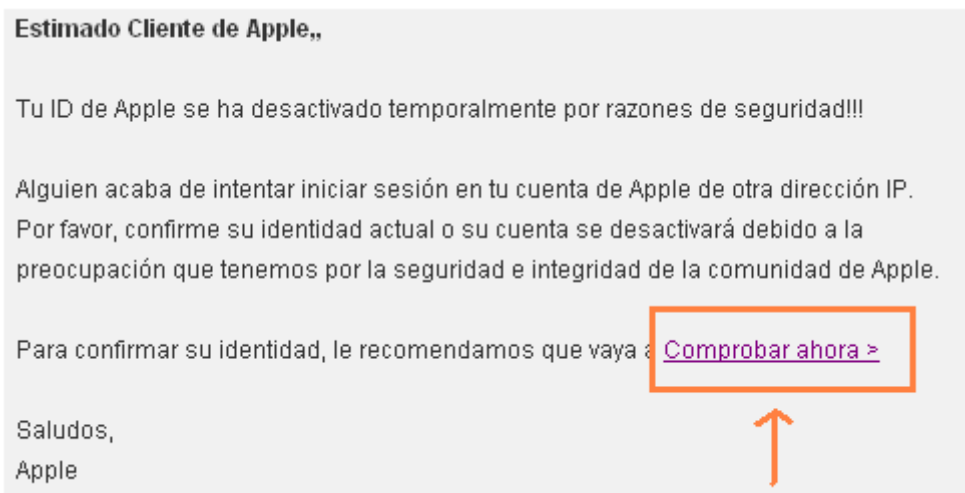 Estimado Cliente de Apple,,
Tu ID de Apple se ha desactivado temporalmente por razones de seguridad!!!
Alguien acaba de intentar iniciar sesión en tu cuenta de Apple de otra dirección IP.
Por favor, confirme su identidad actual o su cuenta se desactivará debido a la
preocupación que tenemos por la seguridad e integridad de la comunidad de Apple.
Para confirmar su identidad, le recomendamos que vaya a Comprobar ahora >
Saludos,
Apple